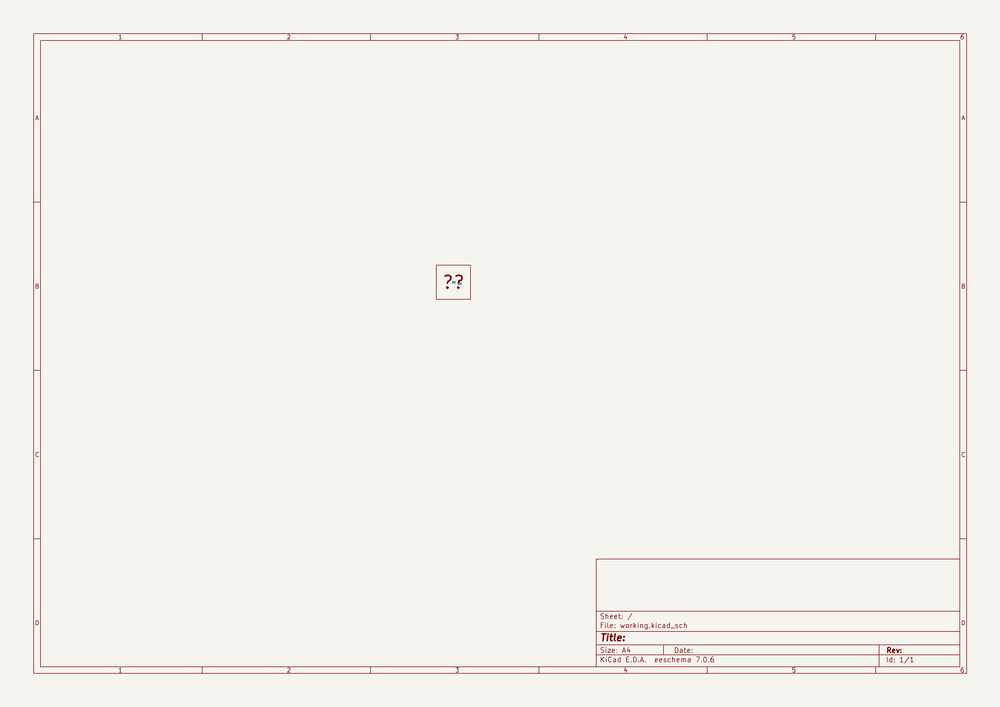 1 2 3 4 5 6
A A
??
B B
C C
Sheet: /
File: working.kicad_sch
D D
Title:
Size: A4 Date: Rev:
KiCad E.D.A. eeschema 7.0.6 Id: 1/1
1 2 3 4 5 6